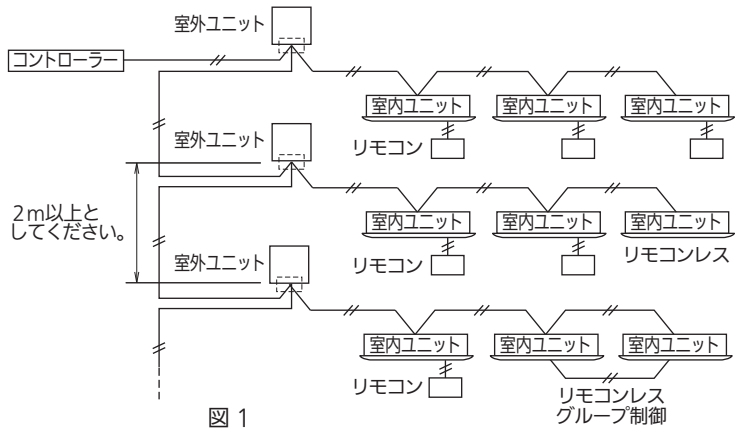 室外ユニット
コントローラー
室内ユニット 室内ユニット 室内ユニット
リモコン
室外ユニット
2m以上と
してください。
室内ユニット 室内ユニット 室内ユニット
リモコン
リモコンレス
室外ユニット
室内ユニット 室内ユニット 室内ユニット
リモコン
リモコンレス
グループ制御
図 1